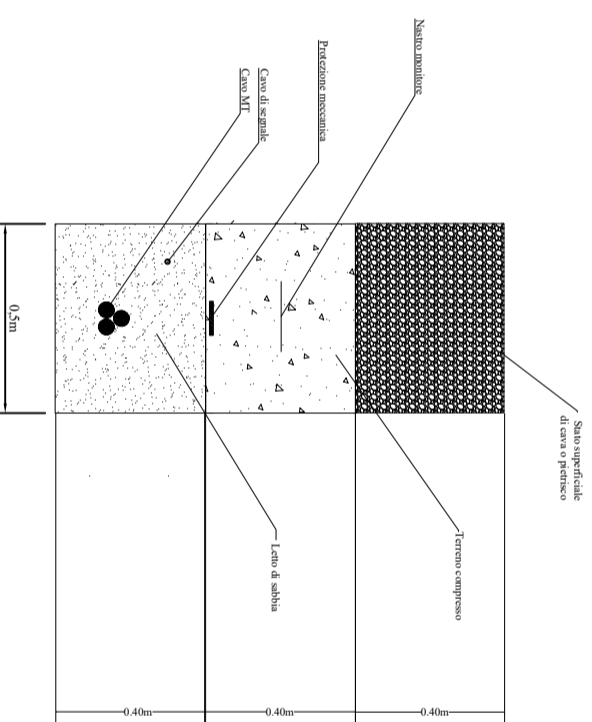 Nastro monitore
Protezione meccanica
Cavo di segnale
Cavo MT
Stato superficiale
di cava o pietrisco
Terreno compresso
Letto di sabbia
0,5m
0.40m
0.40m
0.40m